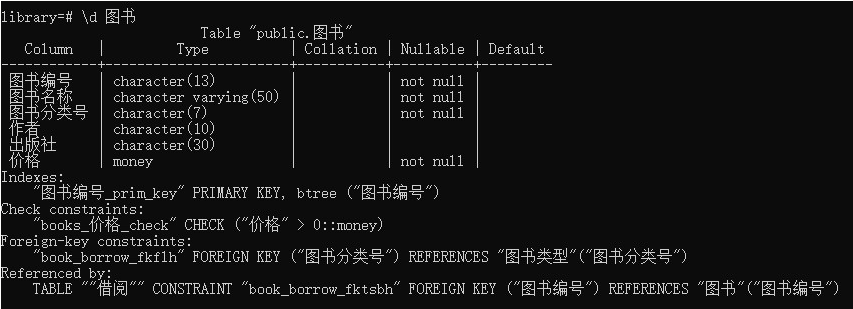 library=# \d 图书
Table "public.图书"
Column | Type | Collation | Nullable | Default
------------+-----------------------+-----------+----------+---------
图书编号 | character(13) | | not null |
图书名称 | character varying(50) | | not null |
图书分类号 | character(7) | | not null |
作者 | character(10) | | |
出版社 | character(30) | | |
价格 | money | | not null |
Indexes:
"图书编号_prim_key" PRIMARY KEY, btree ("图书编号")
Check constraints:
"books_价格_check" CHECK ("价格" > 0::money)
Foreign-key constraints:
"book_borrow_fkflh" FOREIGN KEY ("图书分类号") REFERENCES "图书类型"("图书分类号")
Referenced by:
TABLE ""借阅"" CONSTRAINT "book_borrow_fktsbh" FOREIGN KEY ("图书编号") REFERENCES "图书"("图书编号")